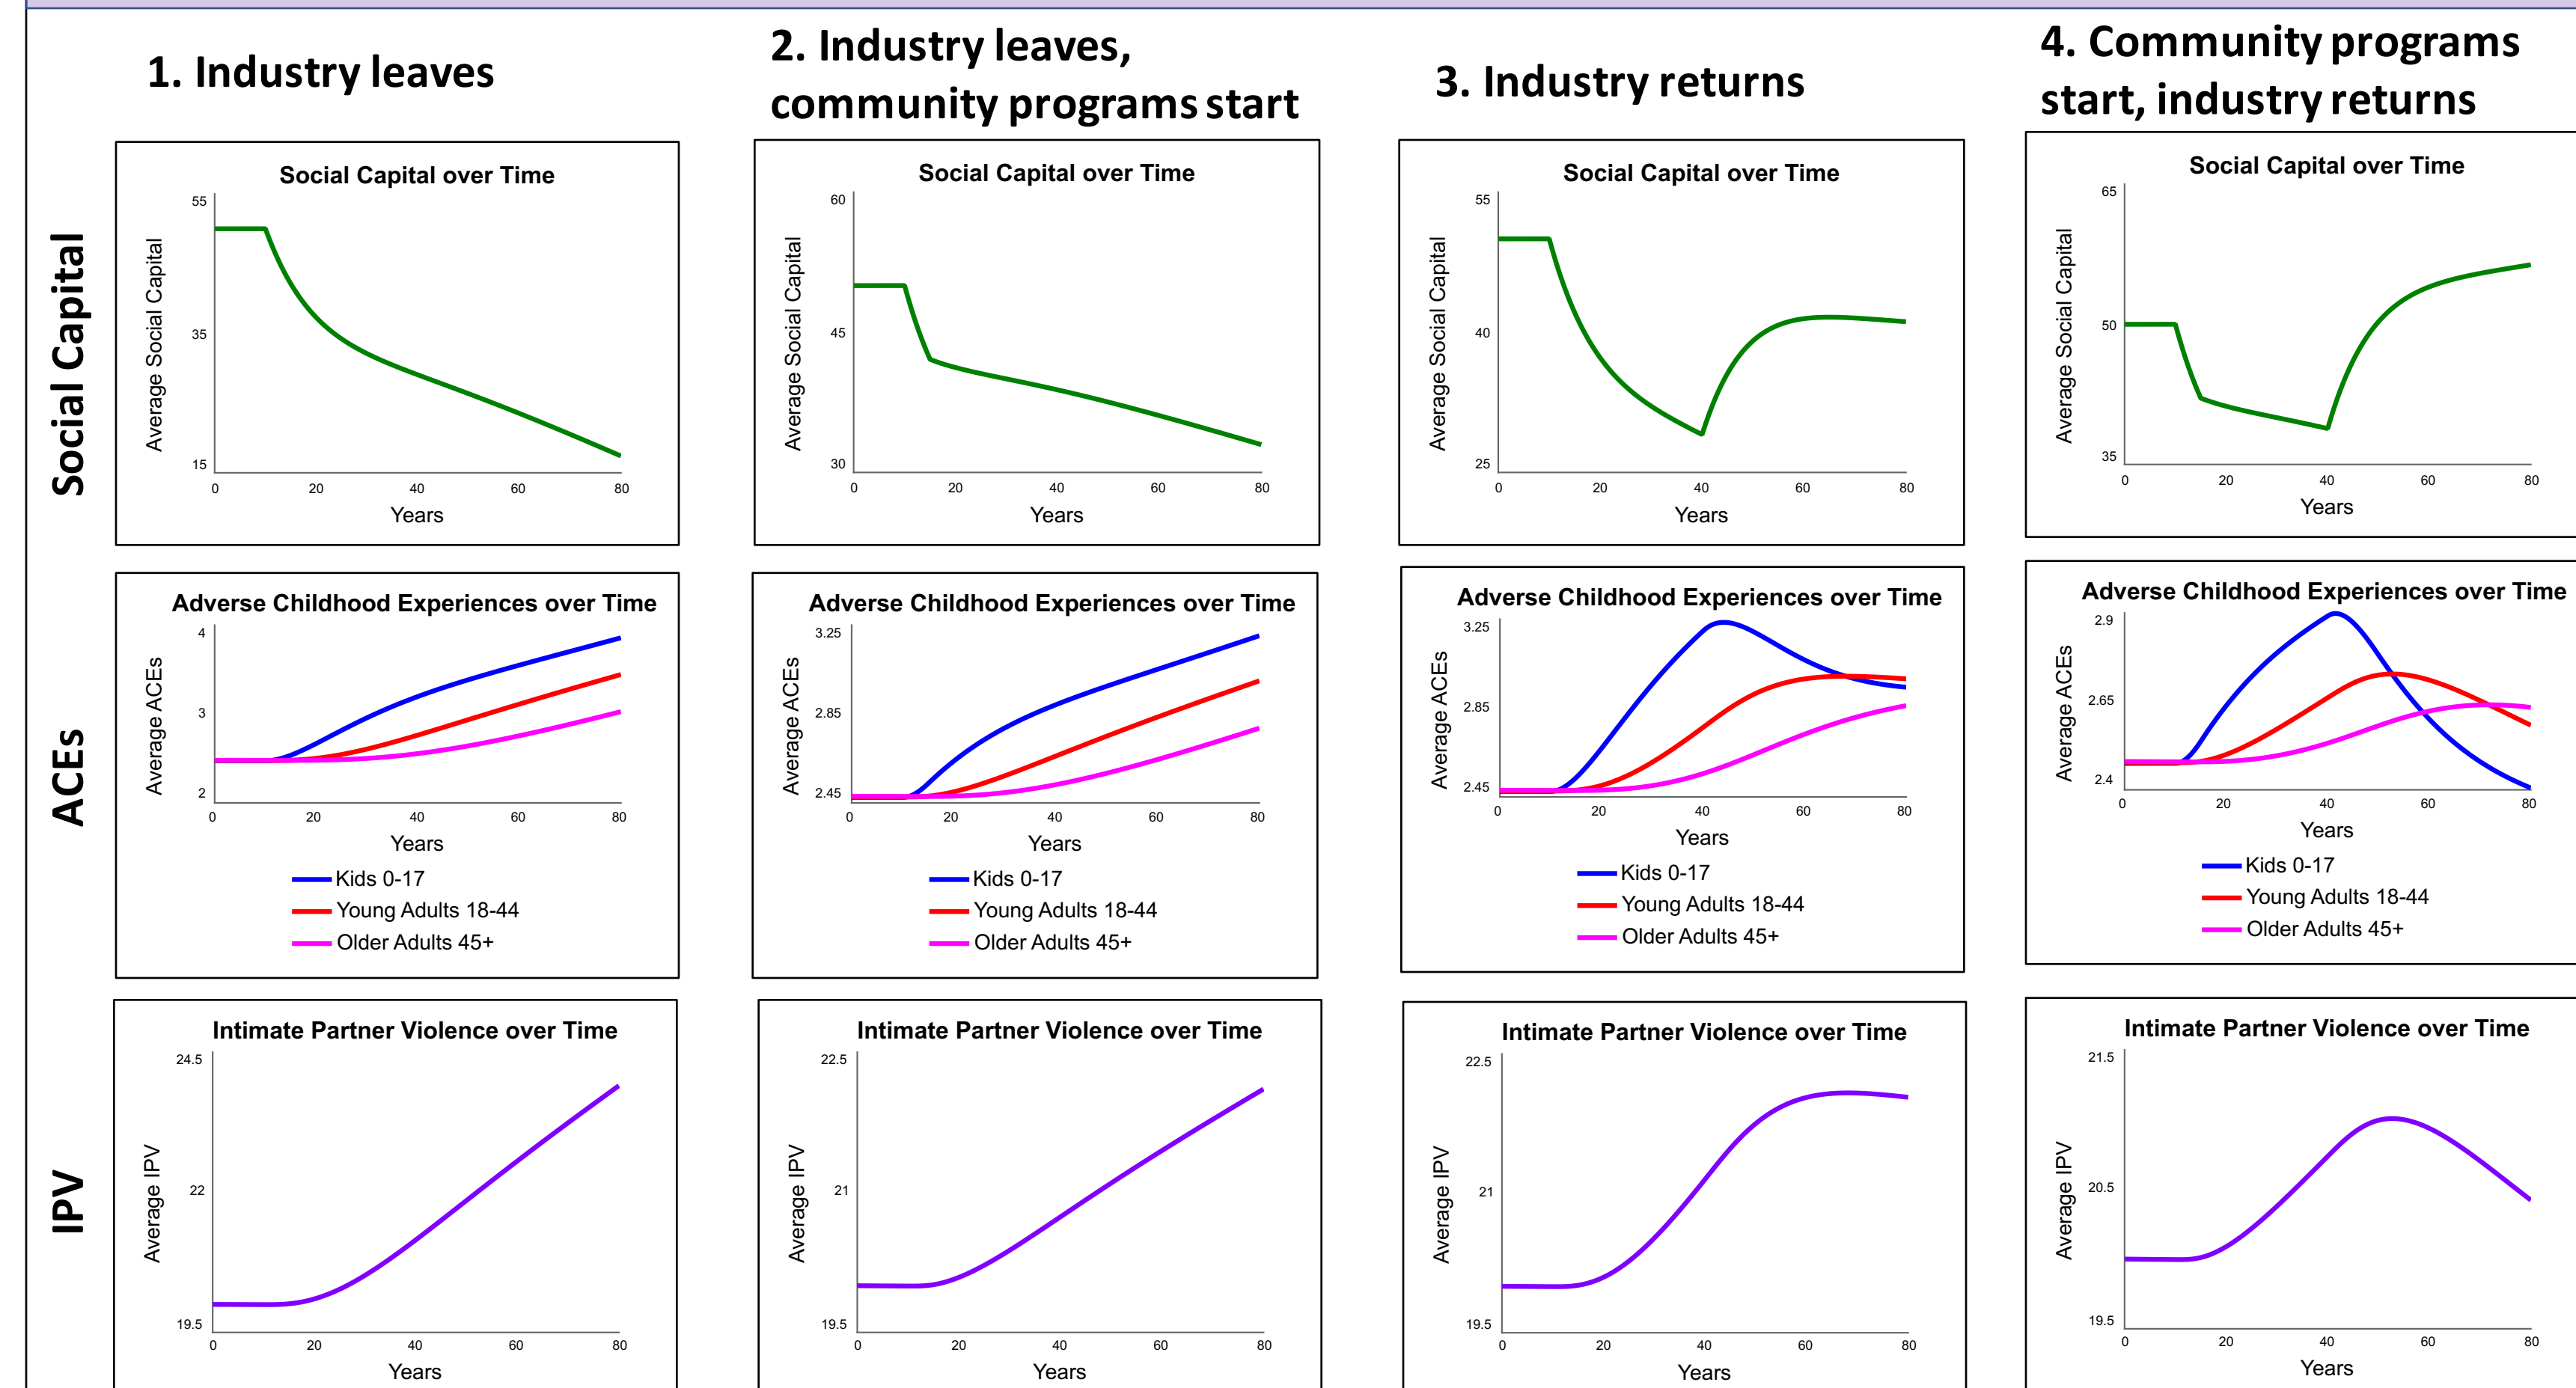 1. Industry leaves
2. Industry leaves,
community programs start
3. Industry returns
4. Community programs
start, industry returns
Social Capital
Social Capital over Time
55
35
15
Average Social Capital
0 20 40 60 80
Years
Social Capital over Time
60
45
30
Average Social Capital
0 20 40 60 80
Years
Social Capital over Time
55
40
25
Average Social Capital
0 20 40 60 80
Years
Social Capital over Time
65
50
35
Average Social Capital
0 20 40 60 80
Years
ACEs
Adverse Childhood Experiences over Time
4
3
2
Average ACEs
0 20 40 60 80
Years
Kids 0-17
Young Adults 18-44
Older Adults 45+
Adverse Childhood Experiences over Time
3.25
2.85
2.45
Average ACEs
0 20 40 60 80
Years
Kids 0-17
Young Adults 18-44
Older Adults 45+
Adverse Childhood Experiences over Time
3.25
2.85
2.45
Average ACEs
0 20 40 60 80
Years
Kids 0-17
Young Adults 18-44
Older Adults 45+
Adverse Childhood Experiences over Time
2.9
2.65
2.4
Average ACEs
0 20 40 60 80
Years
Kids 0-17
Young Adults 18-44
Older Adults 45+
IPV
Intimate Partner Violence over Time
24.5
22
19.5
Average IPV
0 20 40 60 80
Years
Intimate Partner Violence over Time
22.5
21
19.5
Average IPV
0 20 40 60 80
Years
Intimate Partner Violence over Time
22.5
21
19.5
Average IPV
0 20 40 60 80
Years
Intimate Partner Violence over Time
21.5
20.5
19.5
Average IPV
0 20 40 60 80
Years